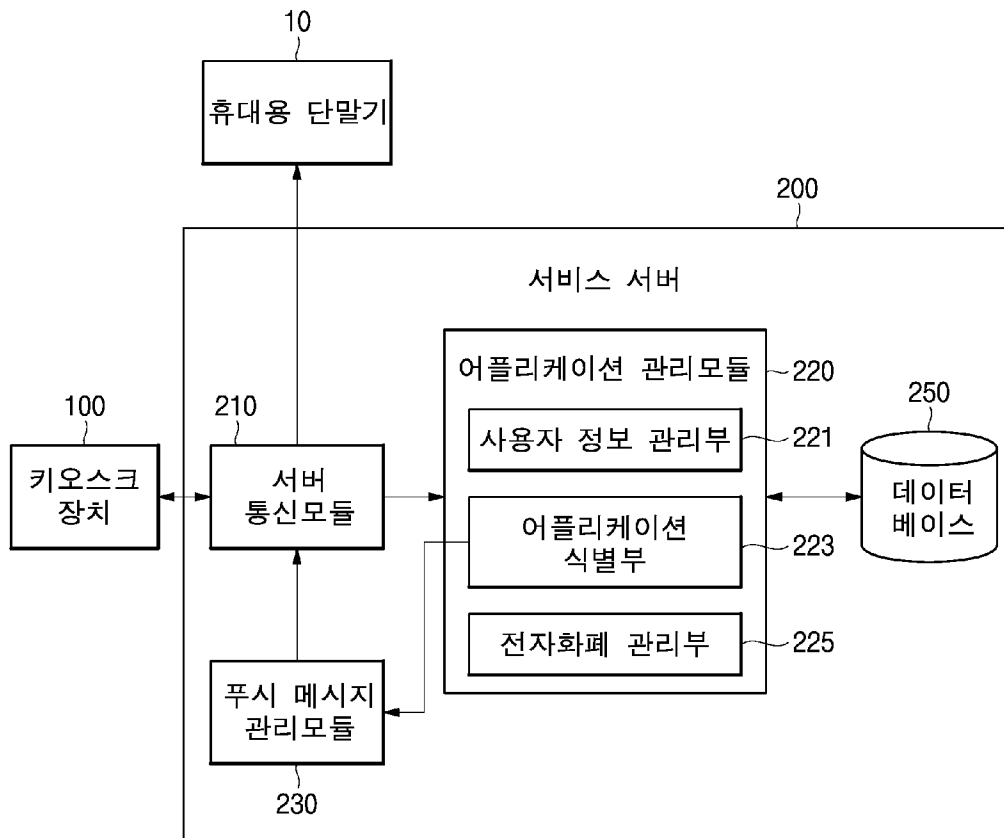 10
휴대용 단말기
200
서비스 서버
어플리케이션 관리모듈
220
100
210
250
사용자 정보 관리부
221
키오스크
장치
서버
통신모듈
어플리케이션
식별부
223
데이터
베이스
전자화폐 관리부
225
푸시 메시지
관리모듈
230